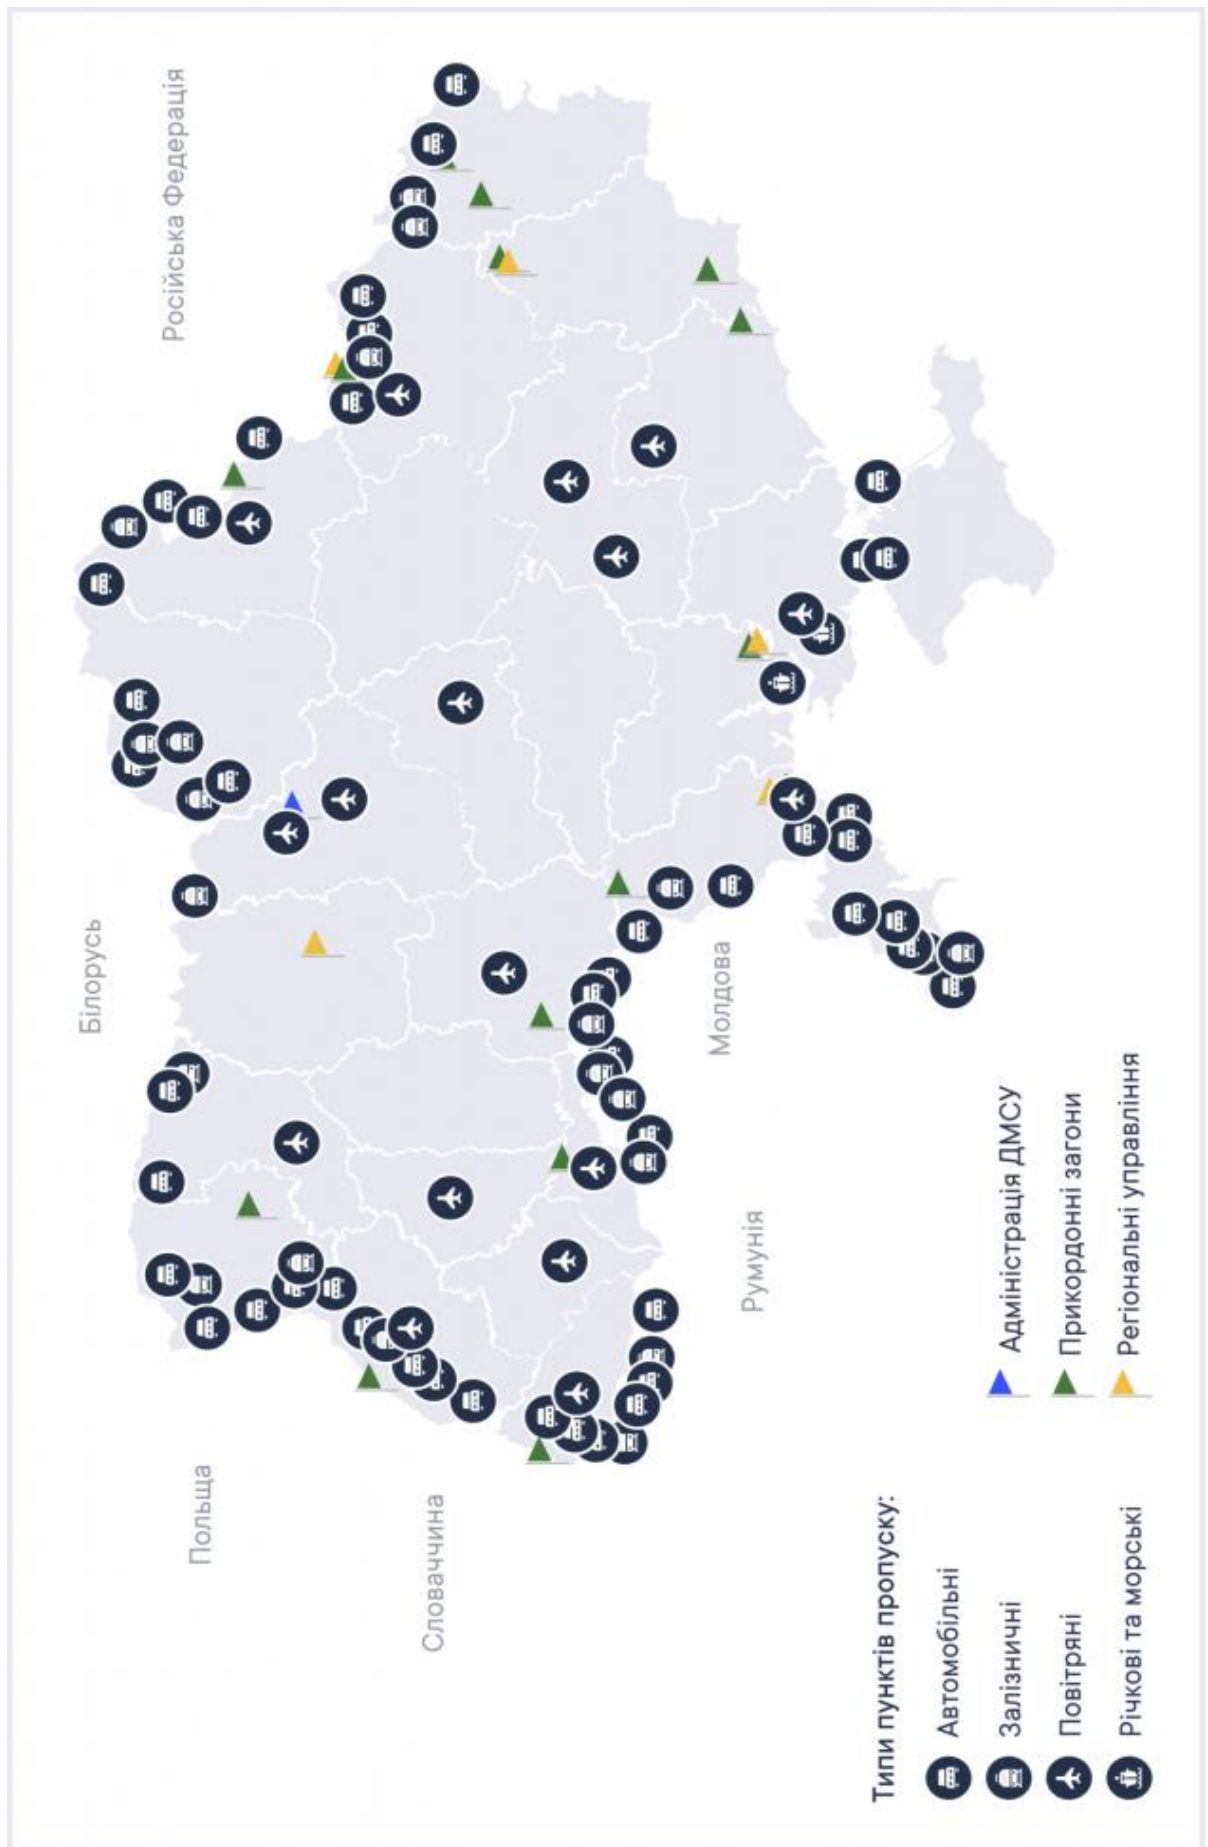 Російська Федерація
Білорусь
Польща
Словаччина
Молдова
Румунія
Типи пунктів пропуску:
Автомобільні
Залізничні
Повітряні
Річкові та морські
Адміністрація ДМСУ
Прикордонні загони
Регіональні управління